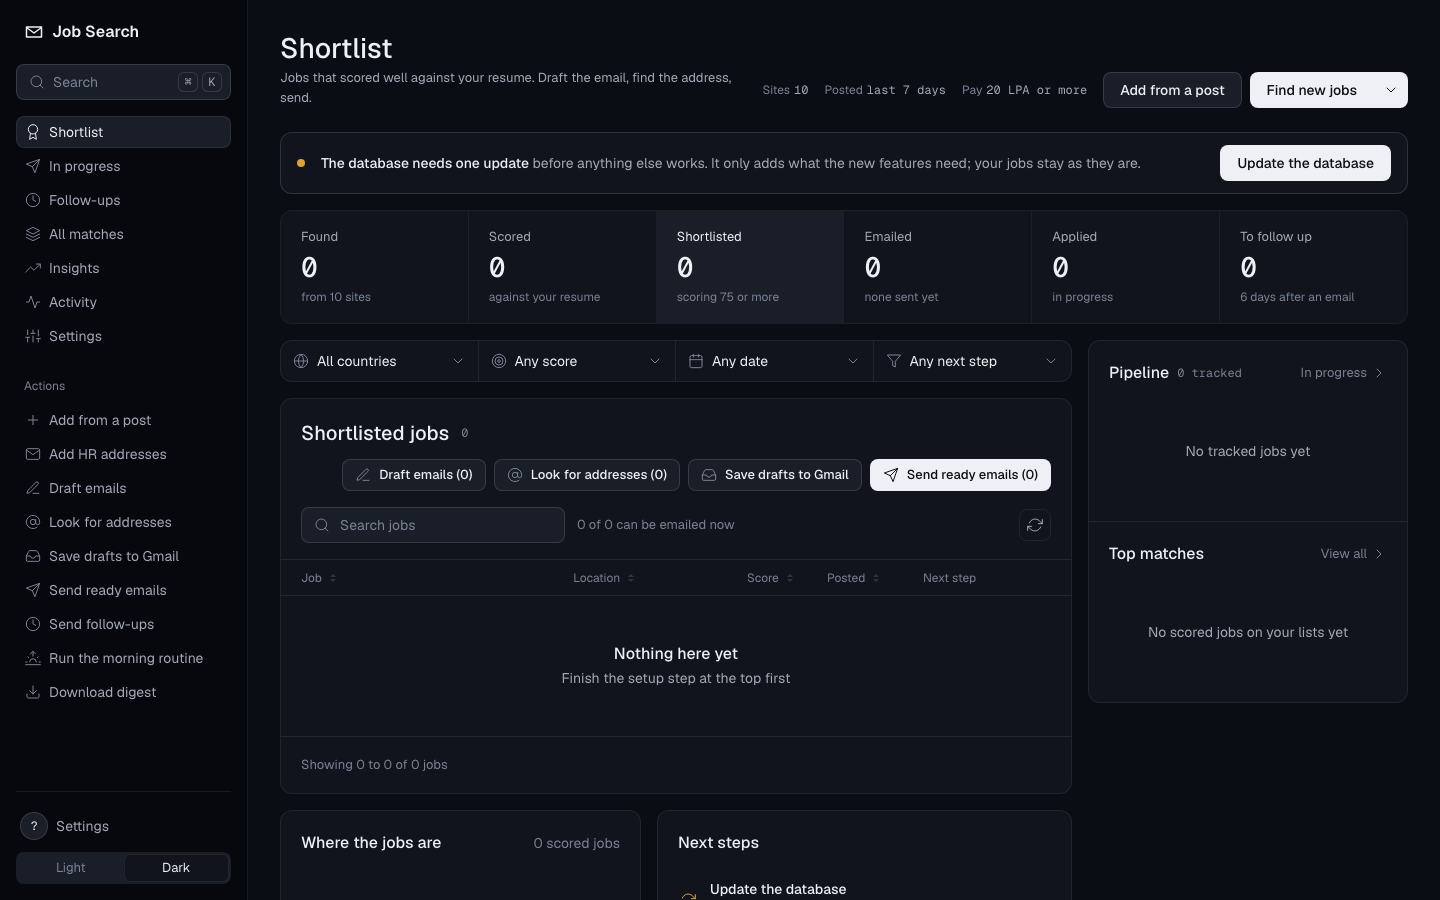 Job Search
Search ⌘ K
Shortlist
In progress
Follow-ups
All matches
Insights
Activity
Settings
Actions
Add from a post
Add HR addresses
Draft emails
Look for addresses
Save drafts to Gmail
Send ready emails
Send follow-ups
Run the morning routine
Download digest
? Settings
Light Dark
Shortlist
Jobs that scored well against your resume. Draft the email, find the address,
send.
Sites 10 Posted last 7 days Pay 20 LPA or more
Add from a post
Find new jobs
The database needs one update before anything else works. It only adds what the new features need; your jobs stay as they are.
Update the database
Found
0
from 10 sites
Scored
0
against your resume
Shortlisted
0
scoring 75 or more
Emailed
0
none sent yet
Applied
0
in progress
To follow up
0
6 days after an email
All countries
Any score
Any date
Any next step
Shortlisted jobs 0
Draft emails (0)
Look for addresses (0)
Save drafts to Gmail
Send ready emails (0)
Search jobs
0 of 0 can be emailed now
Job Location Score Posted Next step
Nothing here yet
Finish the setup step at the top first
Showing 0 to 0 of 0 jobs
Pipeline 0 tracked In progress
No tracked jobs yet
Top matches View all
No scored jobs on your lists yet
Where the jobs are 0 scored jobs
Next steps
Update the database